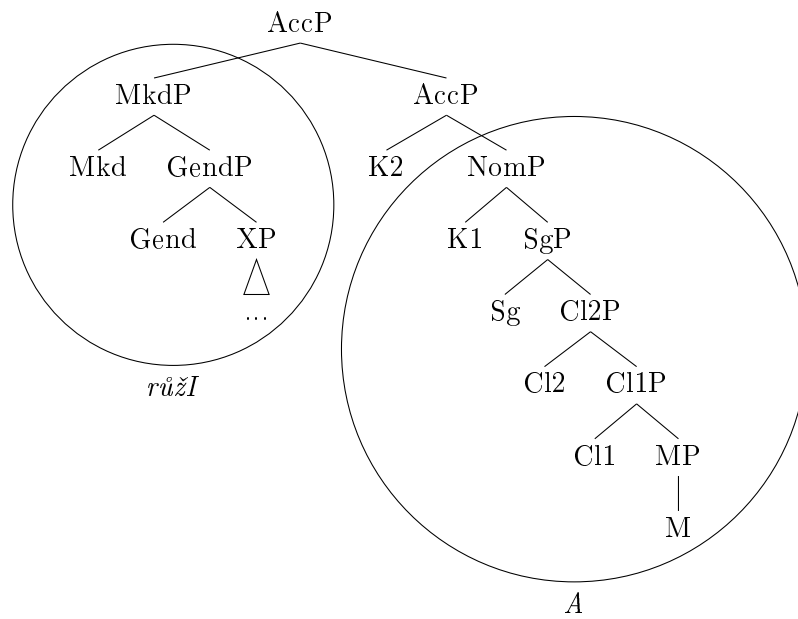 AccP
MkdP AccP
Mkd GendP K2 NomP
Gend XP K1 SgP
... Sg Cl2P
růžI Cl2 Cl1P
Cl1 MP
M
A